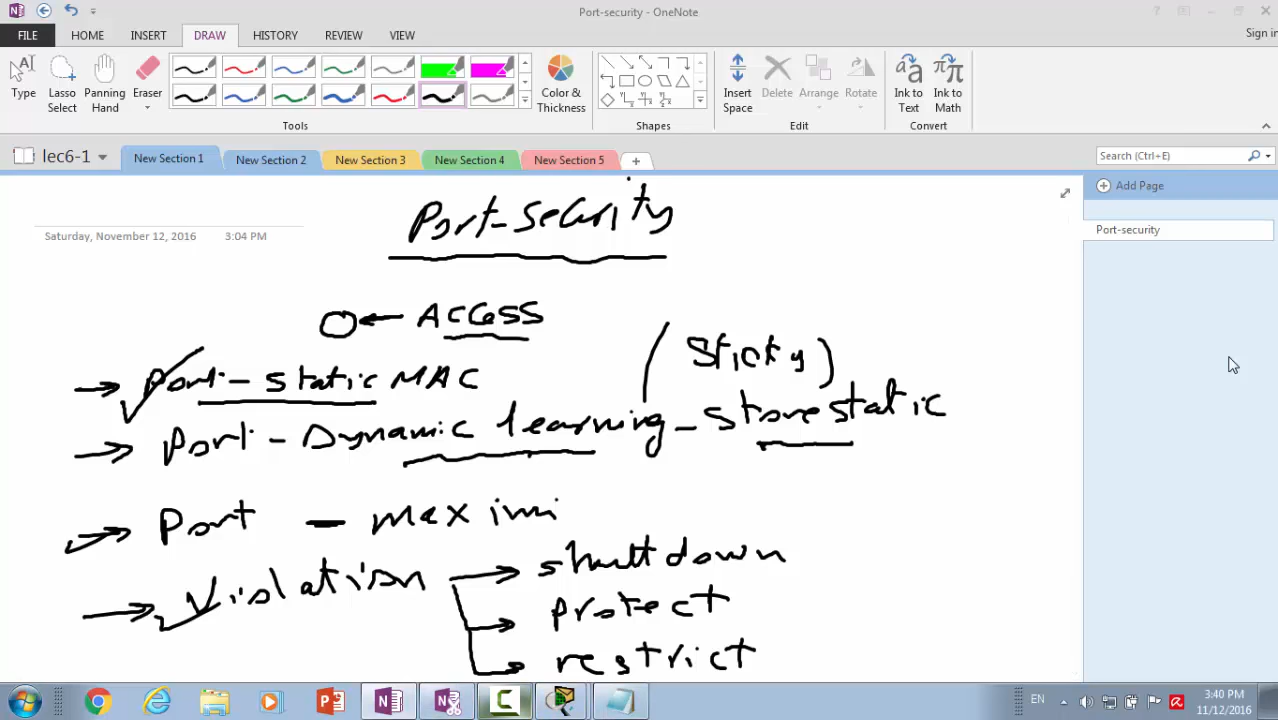 Port-security - OneNote
FILE HOME INSERT DRAW HISTORY REVIEW VIEW Sign in
Type Lasso Select Panning Hand Eraser Color & Thickness Insert Space Delete Arrange Rotate Ink to Text Ink to Math
Tools Shapes Edit Convert
lec6-1 New Section 1 New Section 2 New Section 3 New Section 4 New Section 5 Search (Ctrl+E)
Add Page
Port-security
Port-Security
Saturday, November 12, 2016 3:04 PM
ACCESS
(Sticty)
Port-static MAC
Port-Dynamic learning-store static
Port - maximi
Violation
shuttdown
protect
restrict
EN 3:40 PM
11/12/2016